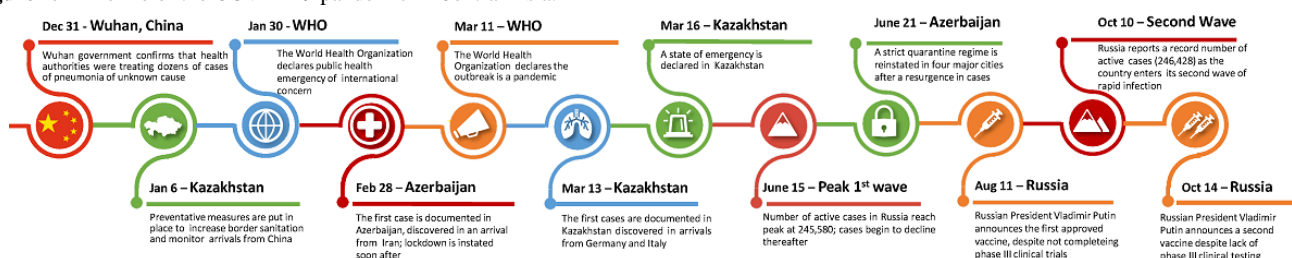 Dec 31 - Wuhan, China
Wuhan government confirms that health
authorities were treating dozens of cases
of pneumonia of unknown cause
Jan 6 – Kazakhstan
Preventative measures are put in
place to increase border sanitation
and monitor arrivals from China
Jan 30 - WHO
The World Health Organization
declares public health
emergency of international
concern
Feb 28 – Azerbaijan
The first case is documented in
Azerbaijan, discovered in an arrival
from Iran; lockdown is instated
soon after
Mar 11 – WHO
The World Health
Organization declares the
outbreak is a pandemic
Mar 13 – Kazakhstan
The first cases are documented in
Kazakhstan discovered in arrivals
from Germany and Italy
Mar 16 – Kazakhstan
A state of emergency is
declared in Kazakhstan
June 15 – Peak 1st wave
Number of active cases in Russia reach
peak at 245,580; cases begin to decline
thereafter
June 21 – Azerbaijan
A strict quarantine regime is
reinstated in four major cities
after a resurgence in cases
Aug 11 – Russia
Russian President Vladimir Putin
announces the first approved
vaccine, despite not completeing
phase III clinical trials
Oct 10 – Second Wave
Russia reports a record number of
active cases (246,428) as the
country enters its second wave of
rapid infection
Oct 14 – Russia
Russian President Vladimir
Putin announces a second
vaccine despite lack of
phase III clinical testing